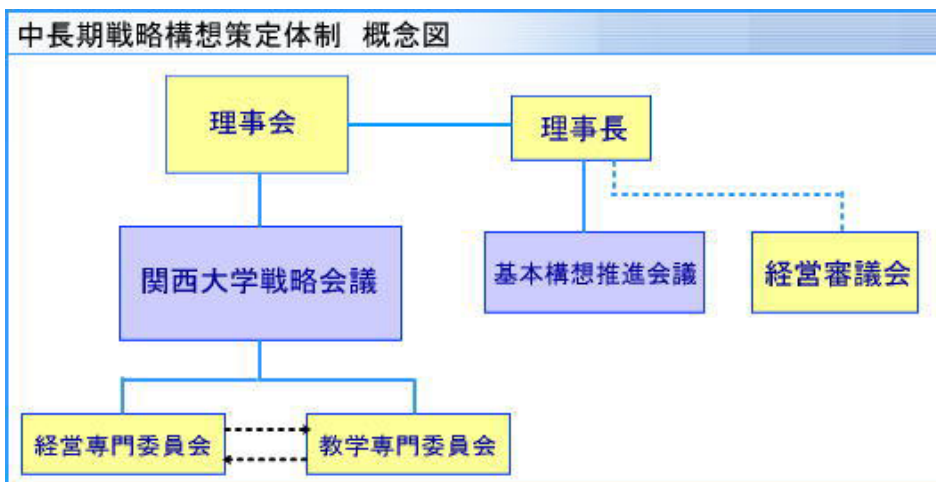 中長期戦略構想策定体制 概念図
理事会
理事長
関西大学戦略会議
基本構想推進会議
経営審議会
経営専門委員会
教学専門委員会